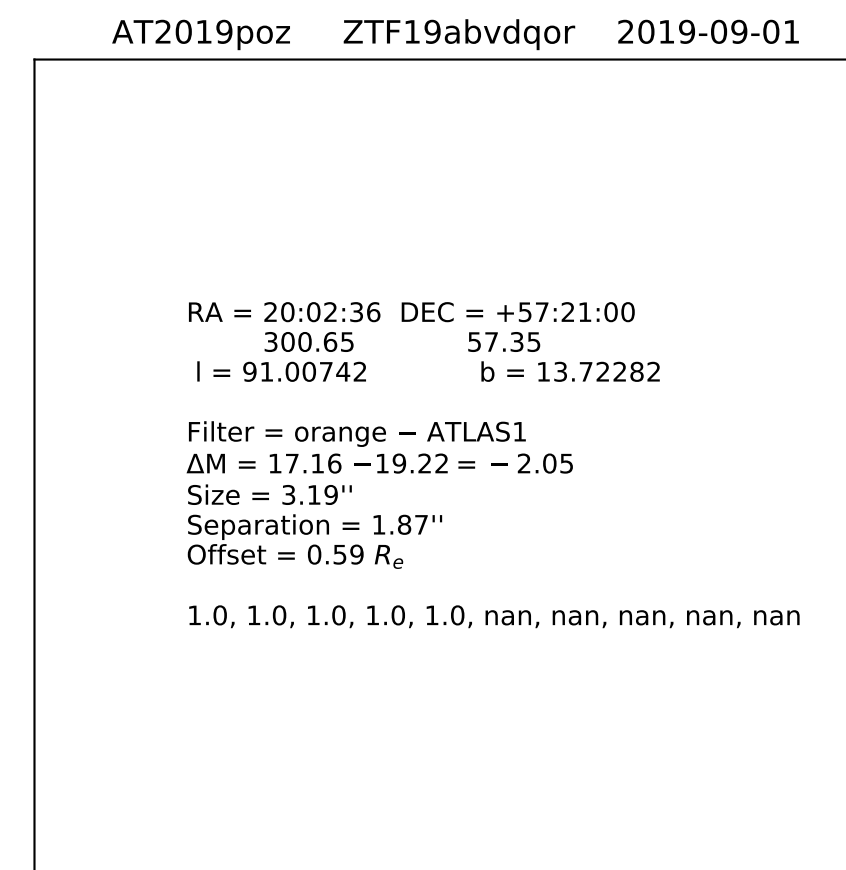 AT2019poz ZTF19abvdqor 2019-09-01
RA = 20:02:36 DEC = +57:21:00
300.65 57.35
l = 91.00742 b = 13.72282
Filter = orange − ATLAS1
ΔM = 17.16 −19.22 = − 2.05
Size = 3.19''
Separation = 1.87''
Offset = 0.59 Rₑ
1.0, 1.0, 1.0, 1.0, 1.0, nan, nan, nan, nan, nan